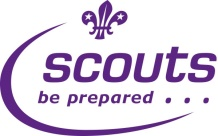 scouts
be prepared . . .